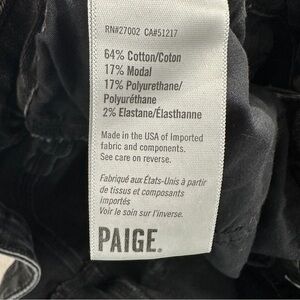 RN#27002 CA#51217
64% Cotton/Coton
17% Modal
17% Polyurethane/
Polyuréthane
2% Elastane/Élasthanne
Made in the USA of Imported
fabric and components.
See care on reverse.
Fabriqué aux États-Unis à partir
de tissus et composants
importés
Voir le soin sur l'inverse.
PAIGE®